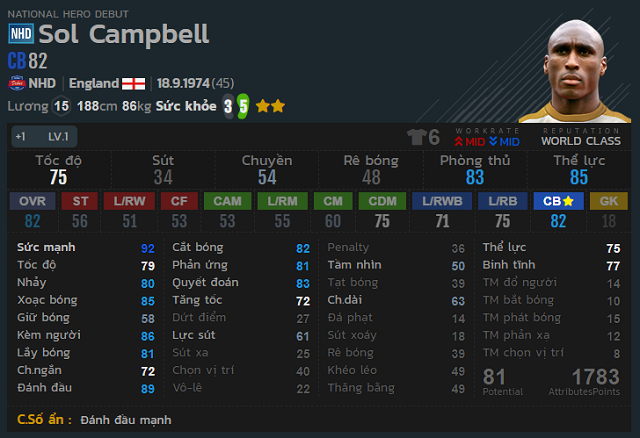 NATIONAL HERO DEBUT
NHD Sol Campbell
CB 82
NHD England 18.9.1974 (45)
Lương 15 188cm 86kg Sức khỏe 3 5
+1 LV.1
6
WORKRATE
MID MID
REPUTATION
WORLD CLASS
Tốc độ Sút Chuyền Rê bóng Phòng thủ Thể lực
75 34 54 48 83 85
OVR ST L/RW CF CAM L/RM CM CDM L/RWB L/RB CB GK
82 56 51 53 53 55 60 75 71 75 82 18
Sức mạnh 92 Cắt bóng 82 Penalty 36 Thể lực 75
Tốc độ 79 Phản ứng 81 Tầm nhìn 50 Bình tĩnh 77
Nhảy 80 Quyết đoán 83 Tạt bóng 39 TM đổ người 14
Xoạc bóng 85 Tăng tốc 72 Ch.dài 63 TM bắt bóng 10
Giữ bóng 58 Dứt điểm 27 Đá phạt 14 TM phát bóng 15
Kèm người 86 Lực sút 61 Sút xoáy 18 TM phản xạ 12
Lấy bóng 81 Sút xa 25 Rê bóng 39 TM chọn vị trí 8
Ch.ngắn 72 Chọn vị trí 40 Khéo léo 49
Đánh đầu 89 Vô-lê 22 Thăng bằng 49
81 1783
Potential AttributesPoints
C.Số ẩn : Đánh đầu mạnh